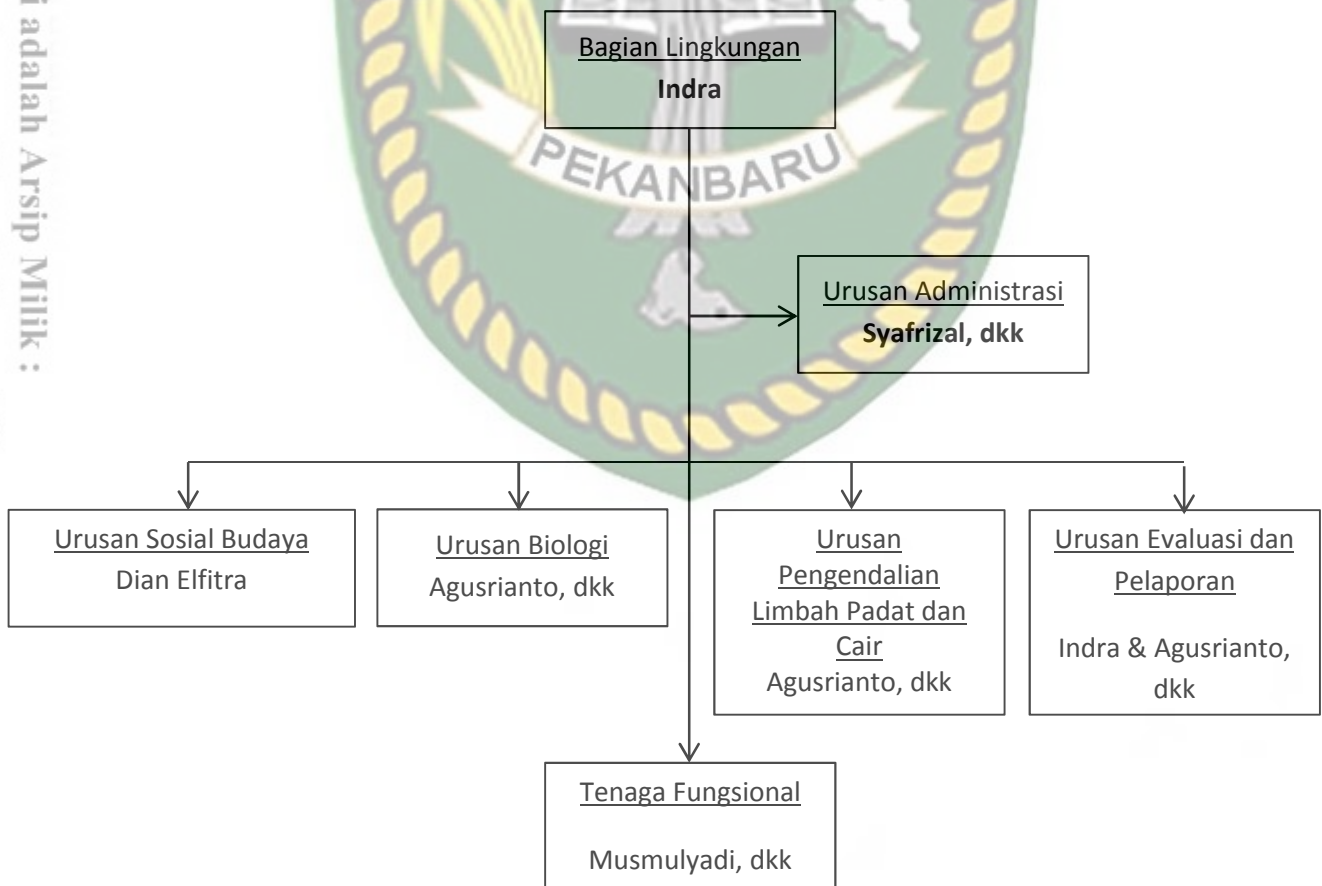 i adalah Arsip Milik :
Bagian Lingkungan
Indra
PEKANBARU
Urusan Administrasi
Syafrizal, dkk
Urusan Sosial Budaya
Dian Elfitra
Urusan Biologi
Agusrianto, dkk
Urusan
Pengendalian
Limbah Padat dan
Cair
Agusrianto, dkk
Urusan Evaluasi dan
Pelaporan
Indra & Agusrianto,
dkk
Tenaga Fungsional
Musmulyadi, dkk